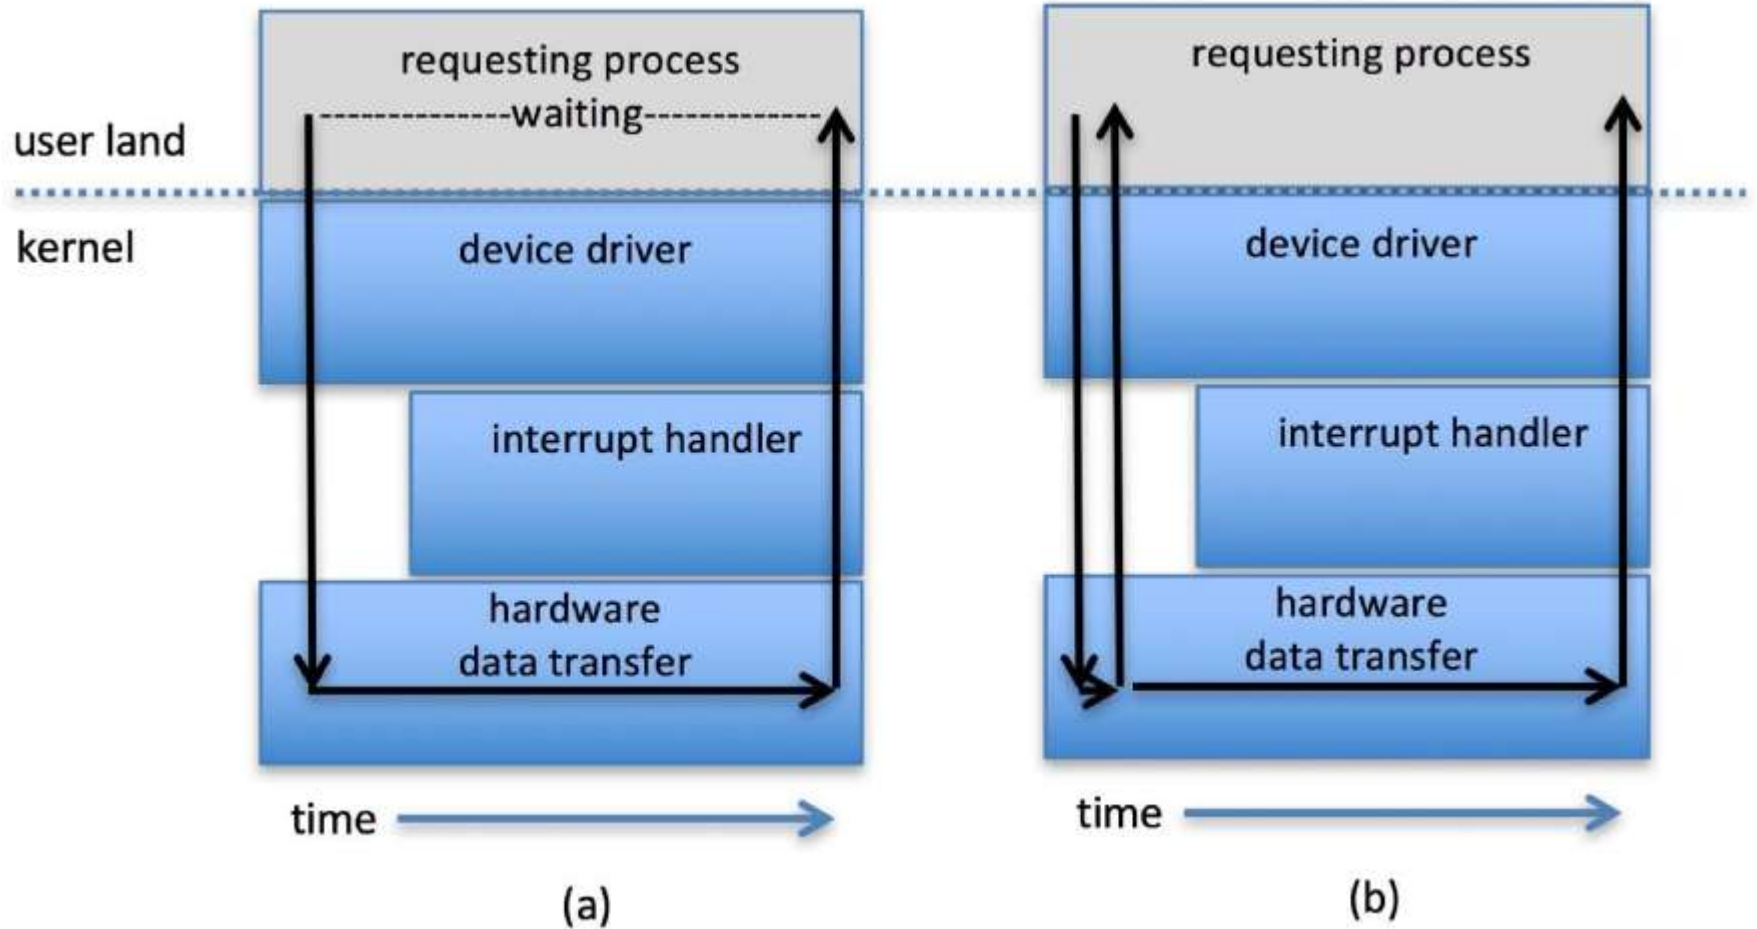 requesting process
waiting
user land
kernel
device driver
interrupt handler
hardware
data transfer
time
(a)
requesting process
device driver
interrupt handler
hardware
data transfer
time
(b)